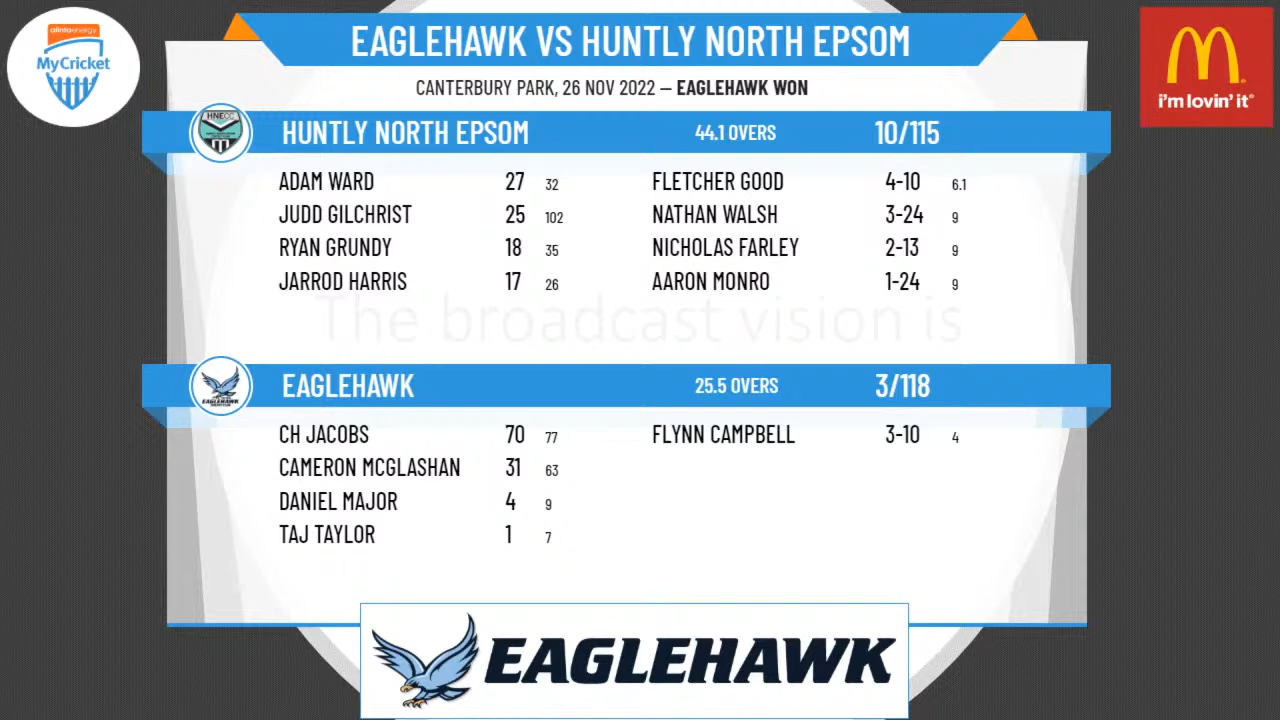 EAGLEHAWK VS HUNTLY NORTH EPSOM
alintaenergy
MyCricket
i'm lovin' it
CANTERBURY PARK, 26 NOV 2022 – EAGLEHAWK WON
HNECC
HUNTLY NORTH EPSOM 44.1 OVERS 10/115
ADAM WARD 27 32 FLETCHER GOOD 4-10 6.1
JUDD GILCHRIST 25 102 NATHAN WALSH 3-24 9
RYAN GRUNDY 18 35 NICHOLAS FARLEY 2-13 9
JARROD HARRIS 17 26 AARON MONRO 1-24 9
The broadcast vision is
EAGLEHAWK
EAGLEHAWK 25.5 OVERS 3/118
CH JACOBS 70 77 FLYNN CAMPBELL 3-10 4
CAMERON MCGLASHAN 31 63
DANIEL MAJOR 4 9
TAJ TAYLOR 1 7
EAGLEHAWK